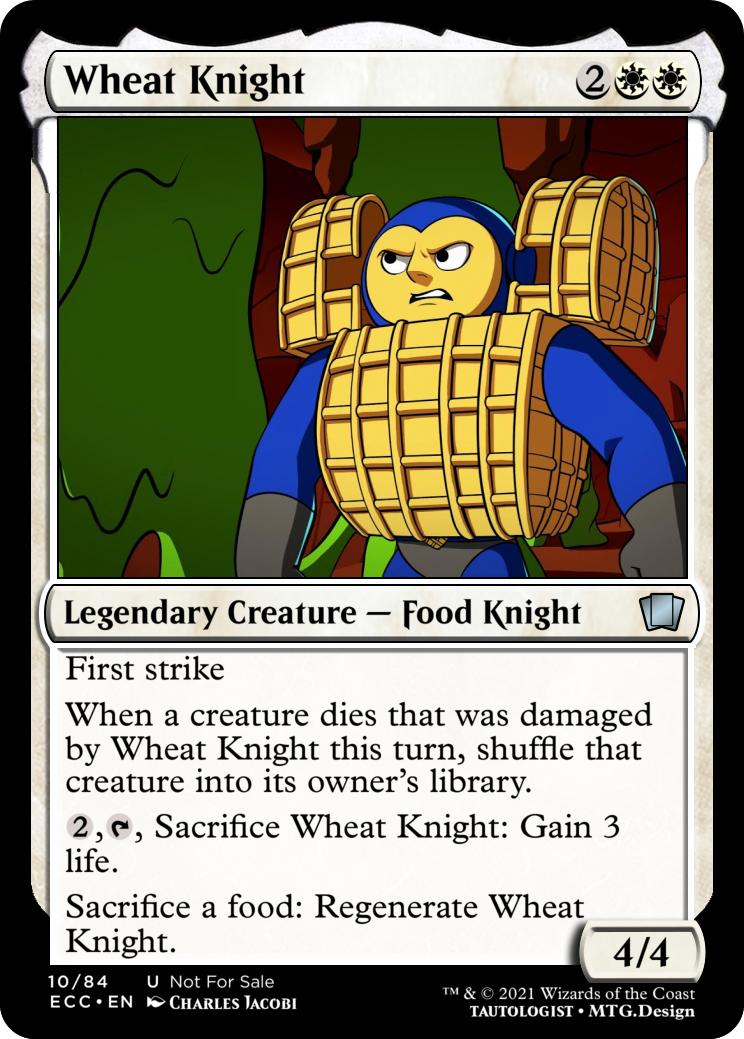 Wheat Knight 2
Legendary Creature — Food Knight
First strike
When a creature dies that was damaged
by Wheat Knight this turn, shuffle that
creature into its owner's library.
2, , Sacrifice Wheat Knight: Gain 3
life.
Sacrifice a food: Regenerate Wheat
Knight.
4/4
10/84 U Not For Sale
ECC • EN Charles Jacobi
™ & © 2021 Wizards of the Coast
TAUTOLOGIST • MTG.Design